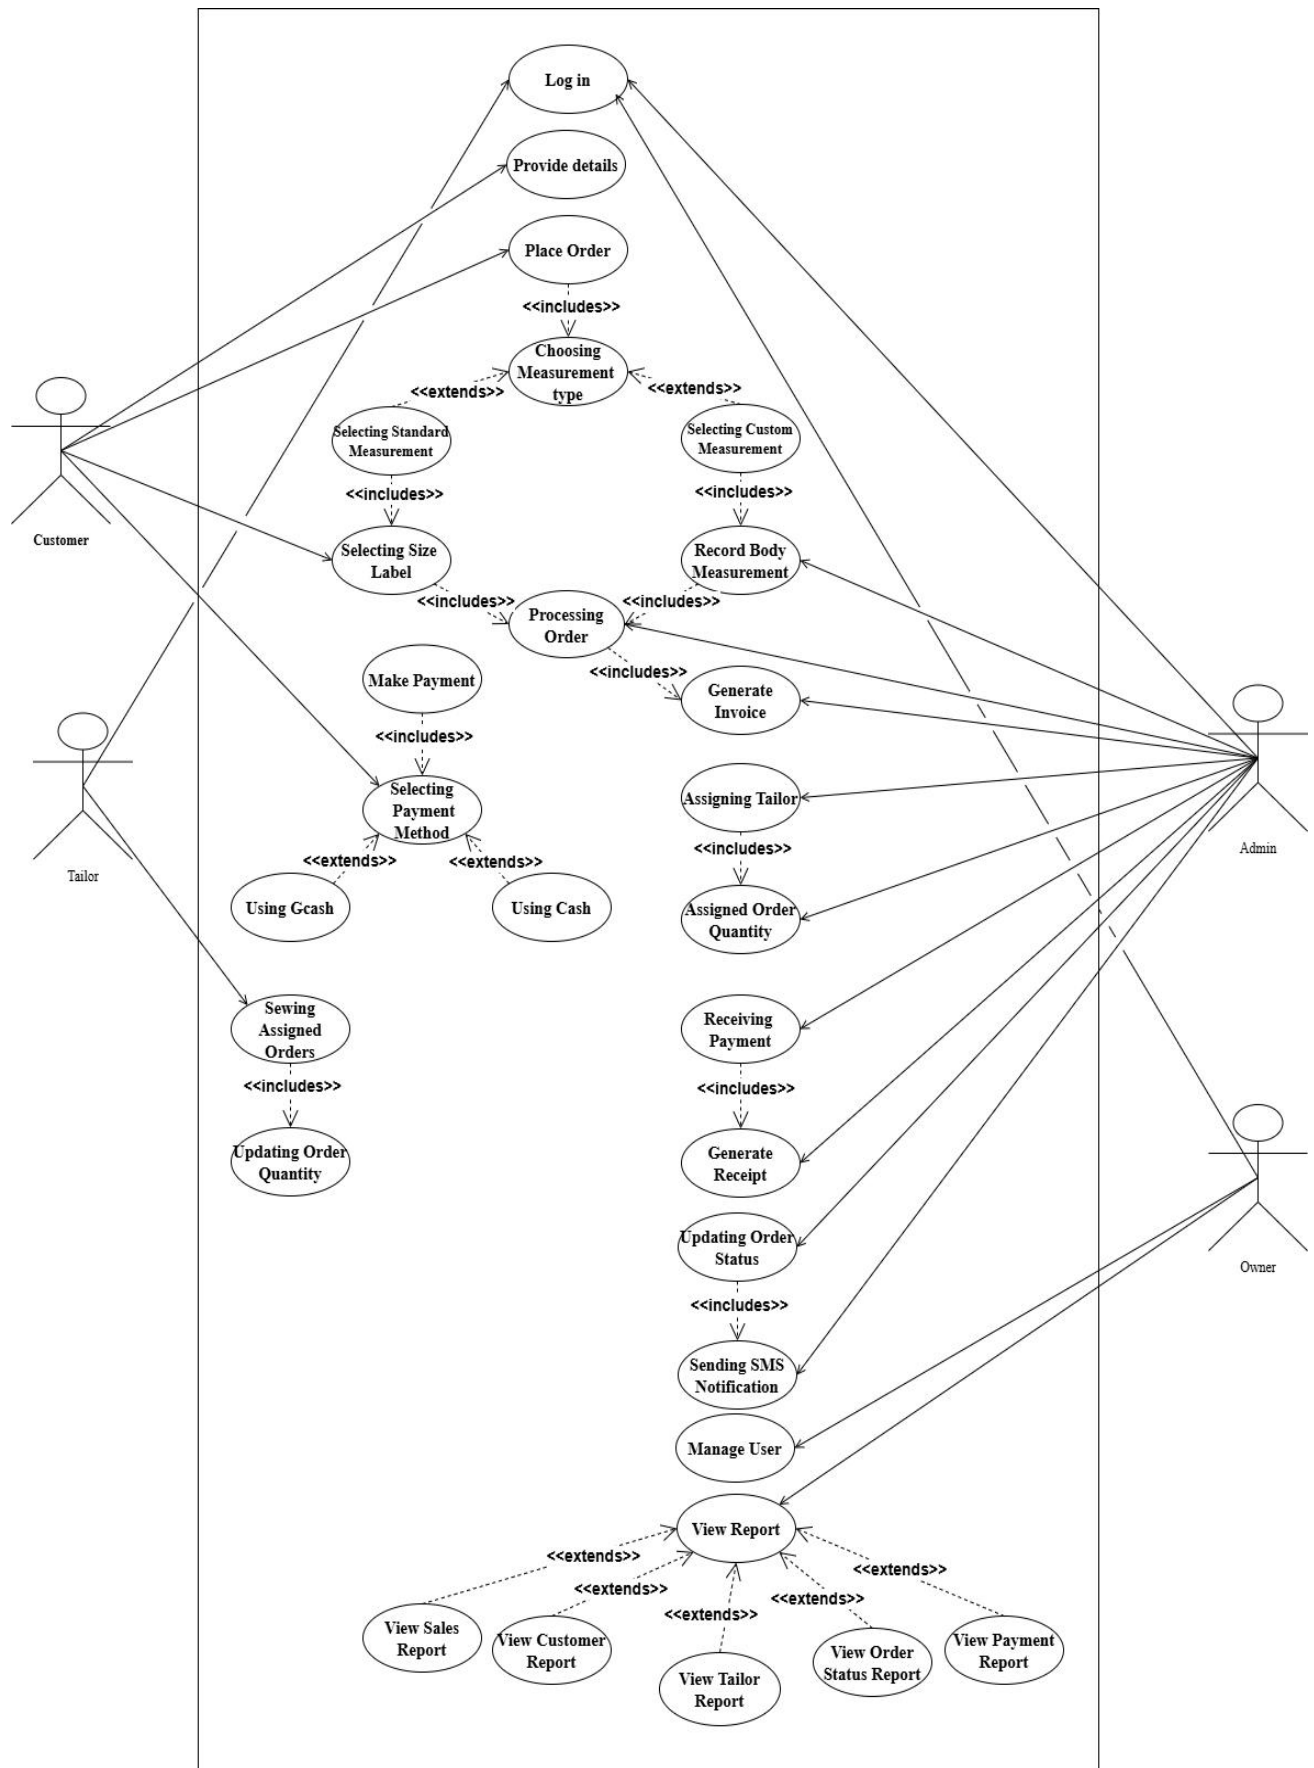 Log in
Provide details
Place Order
<<includes>>
Choosing
Measurement
type
<<extends>>
<<extends>>
Selecting Standard
Measurement
Selecting Custom
Measurement
<<includes>>
<<includes>>
Customer
Selecting Size
Label
Record Body
Measurement
<<includes>>
<<includes>>
Processing
Order
<<includes>>
Make Payment
Generate
Invoice
<<includes>>
Selecting
Payment
Method
Assigning Tailor
<<includes>>
Admin
Tailor
<<extends>>
<<extends>>
Using Gcash
Using Cash
Assigned Order
Quantity
Sewing
Assigned
Orders
Receiving
Payment
<<includes>>
<<includes>>
Updating Order
Quantity
Generate
Receipt
Updating Order
Status
Owner
<<includes>>
Sending SMS
Notification
Manage User
View Report
<<extends>>
<<extends>>
<<extends>>
<<extends>>
<<extends>>
View Sales
Report
View Customer
Report
View Tailor
Report
View Order
Status Report
View Payment
Report